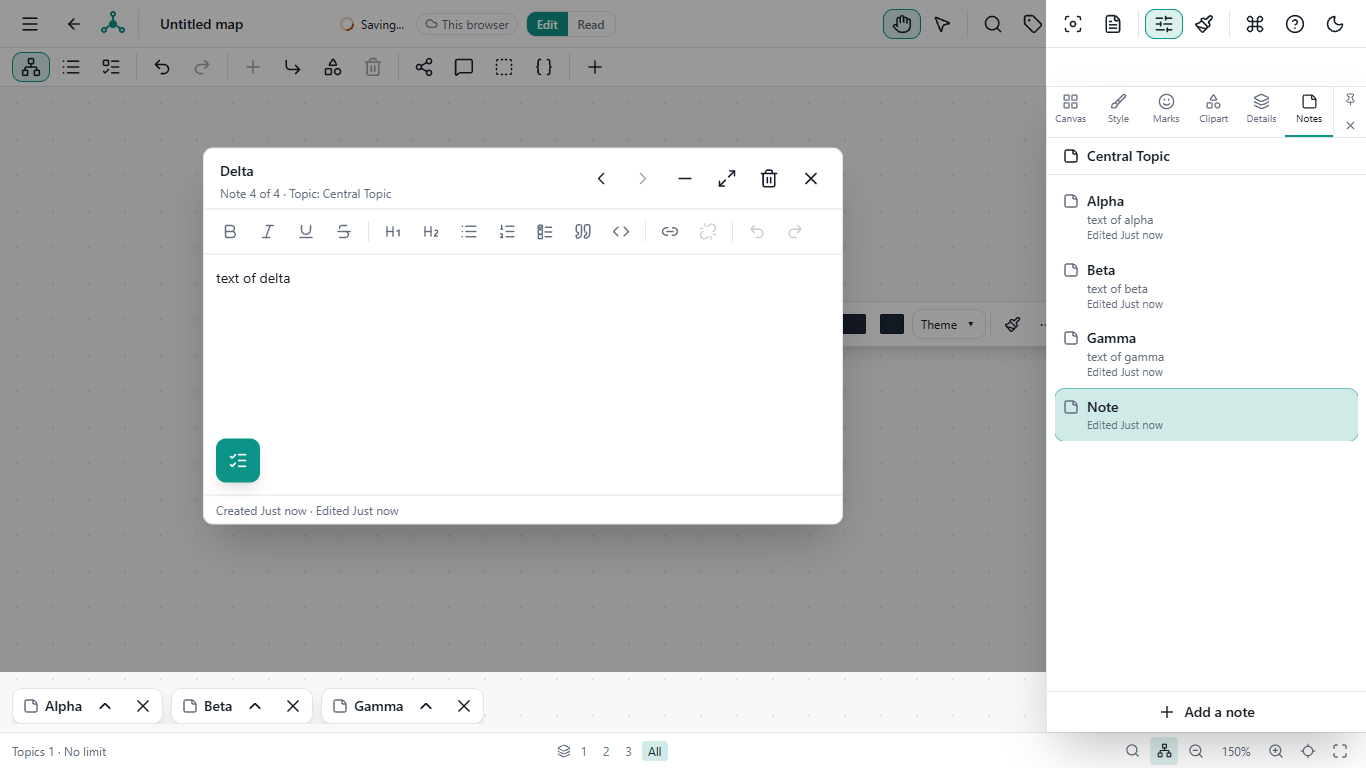 Untitled map
Saving...
This browser
Edit
Read
Canvas
Style
Marks
Clipart
Details
Notes
Central Topic
Delta
Note 4 of 4 · Topic: Central Topic
B I U S H1 H2
text of delta
Created Just now · Edited Just now
Theme
Alpha
text of alpha
Edited Just now
Beta
text of beta
Edited Just now
Gamma
text of gamma
Edited Just now
Note
Edited Just now
Add a note
Alpha
Beta
Gamma
Topics 1 · No limit
1 2 3 All
150%